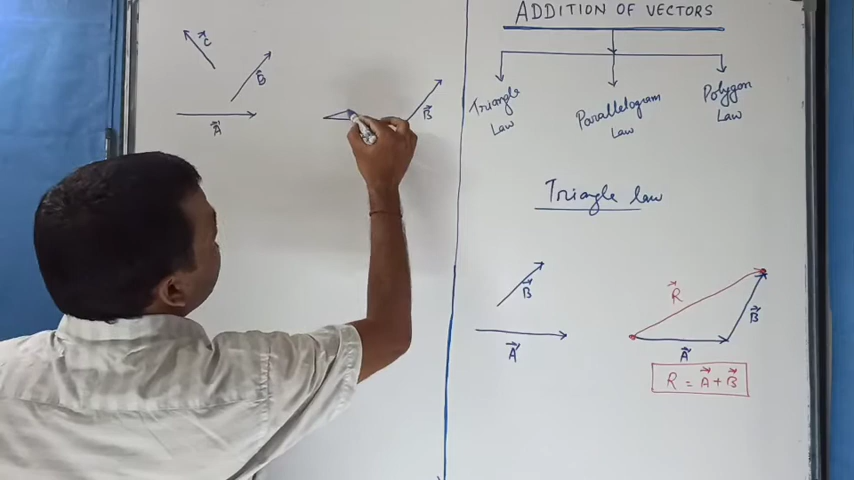 C
B
A
B
ADDITION OF VECTORS
Triangle Law
Parallelogram Law
Polygon Law
Triangle law
B
A
R
B
A
R = A + B